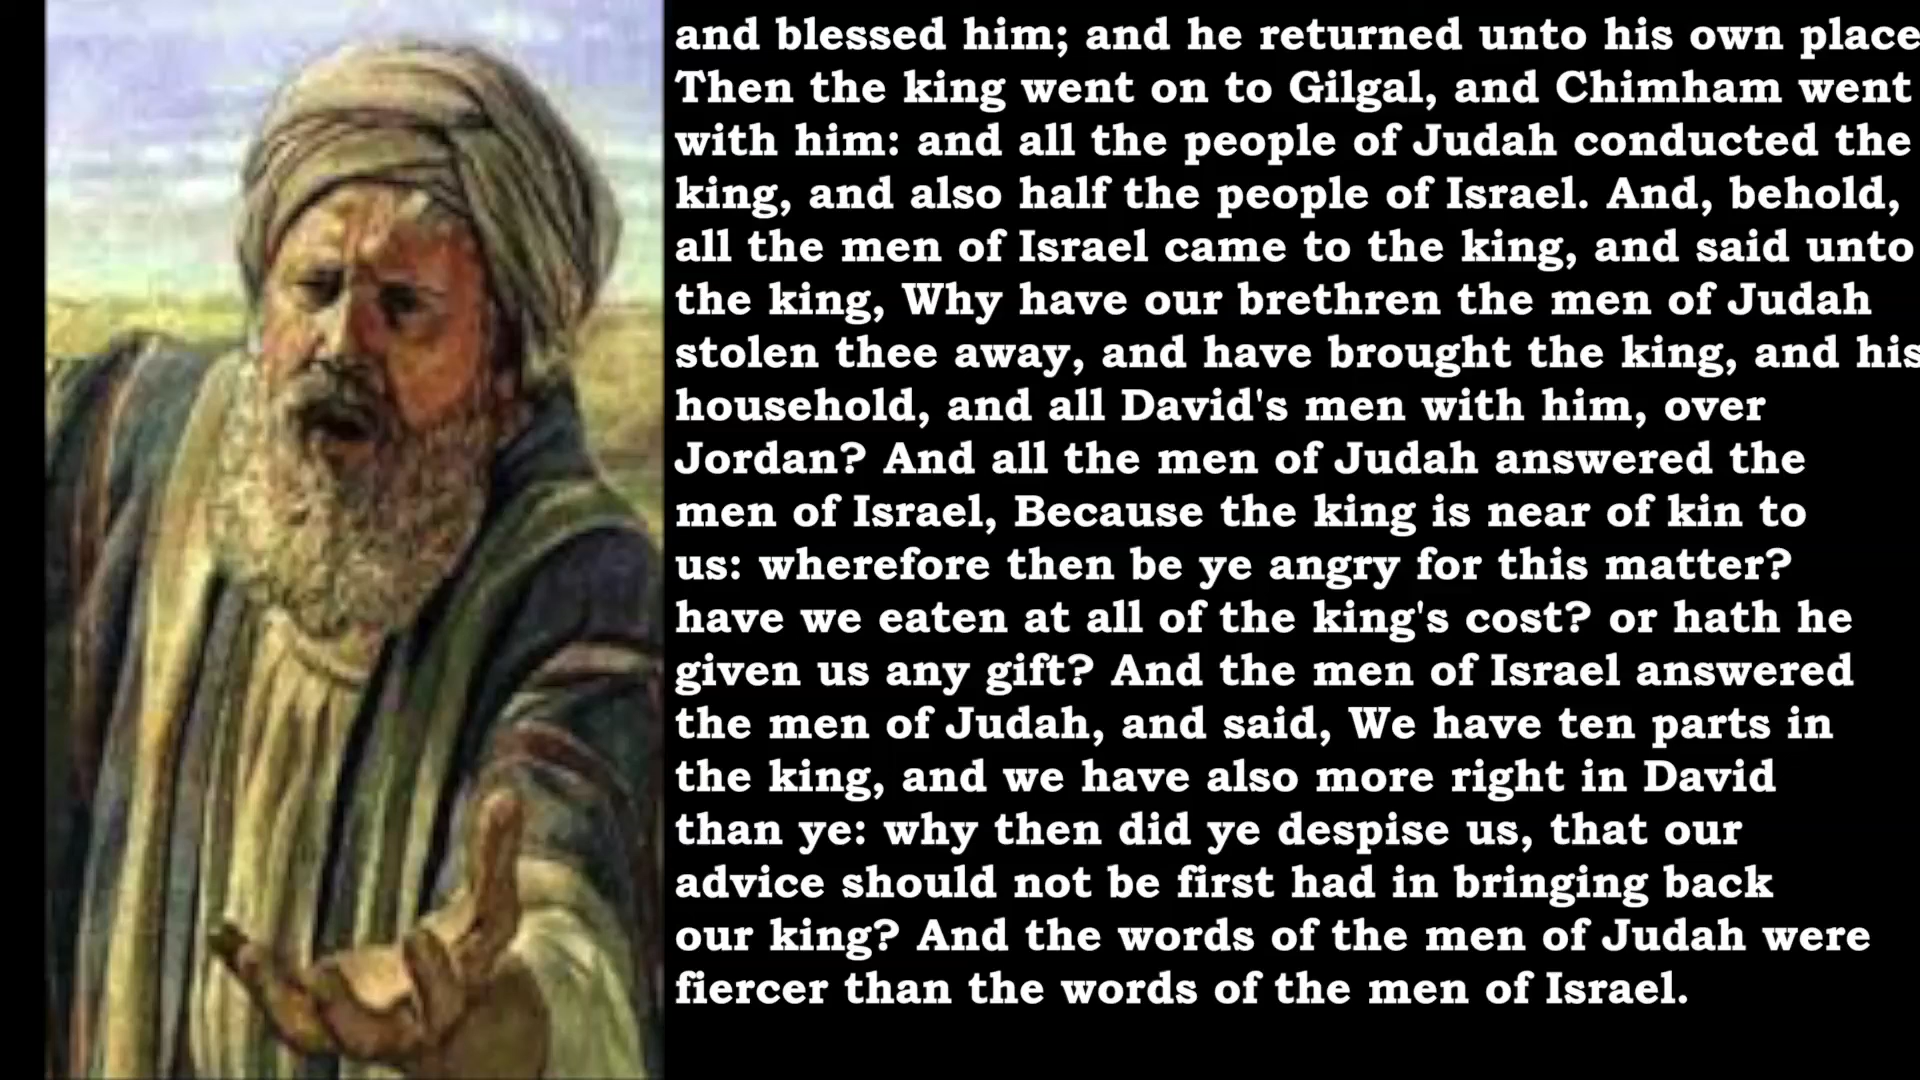 and blessed him; and he returned unto his own place
Then the king went on to Gilgal, and Chimham went
with him: and all the people of Judah conducted the
king, and also half the people of Israel. And, behold,
all the men of Israel came to the king, and said unto
the king, Why have our brethren the men of Judah
stolen thee away, and have brought the king, and his
household, and all David's men with him, over
Jordan? And all the men of Judah answered the
men of Israel, Because the king is near of kin to
us: wherefore then be ye angry for this matter?
have we eaten at all of the king's cost? or hath he
given us any gift? And the men of Israel answered
the men of Judah, and said, We have ten parts in
the king, and we have also more right in David
than ye: why then did ye despise us, that our
advice should not be first had in bringing back
our king? And the words of the men of Judah were
fiercer than the words of the men of Israel.